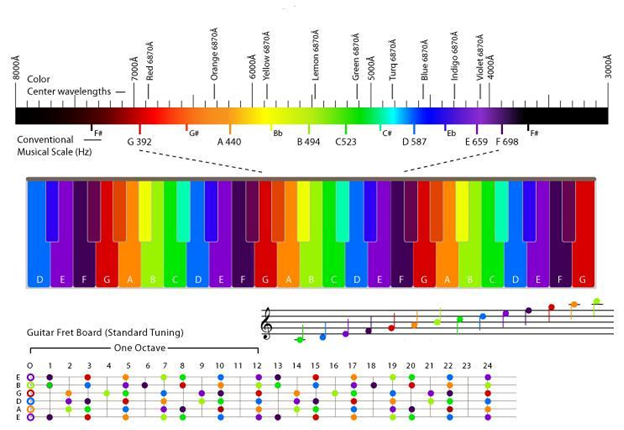 8000Å
7000Å
Red 6870Å
Orange 6870Å
6000Å
Yellow 6870Å
Lemon 6870Å
Green 6870Å
5000Å
Turq 6870Å
Blue 6870Å
Indigo 6870Å
Violet 6870Å
4000Å
3000Å
Color
Center wavelengths
Conventional
Musical Scale (Hz)
F#
G 392
G#
A 440
Bb
B 494
C523
C#
D 587
Eb
E 659
F 698
F#
D E F G A B C D E F G A B C D E F G A B C D E F G
Guitar Fret Board (Standard Tuning)
One Octave
0 1 2 3 4 5 6 7 8 9 10 11 12 13 14 15 16 17 18 19 20 21 22 23 24
E
B
G
D
A
E